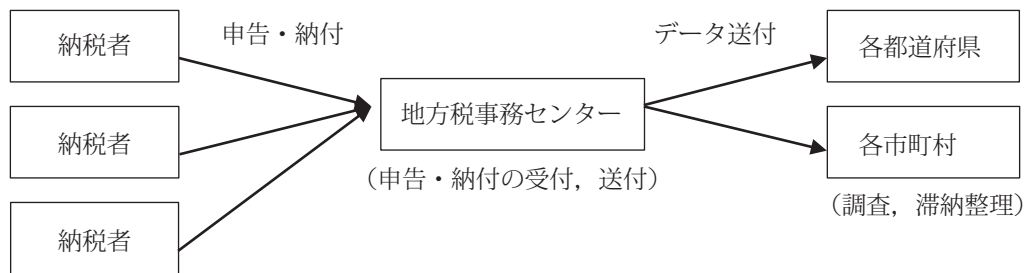 納税者
申告・納付
データ送付
各都道府県
納税者
地方税事務センター
各市町村
(申告・納付の受付,送付)
(調査,滞納整理)
納税者